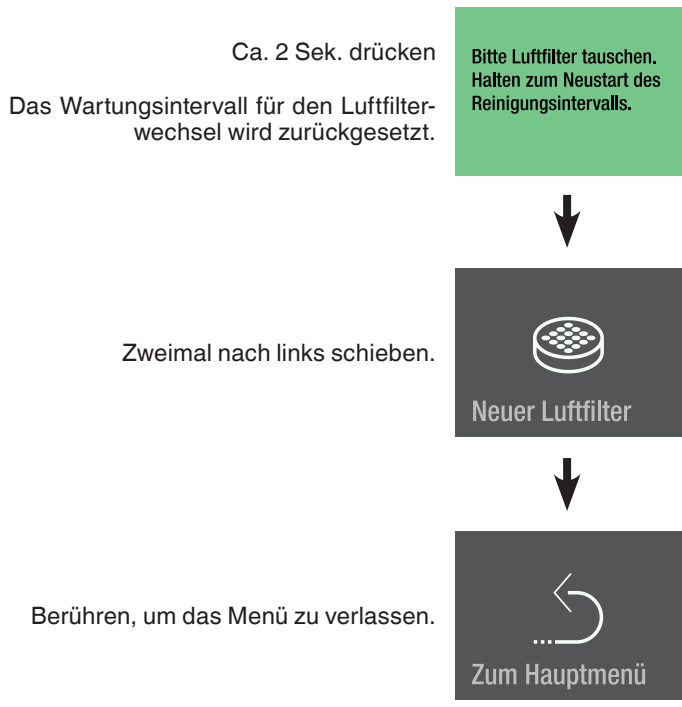 Ca. 2 Sek. drücken
Das Wartungsintervall für den Luftfilter-
wechsel wird zurückgesetzt.
Bitte Luftfilter tauschen.
Halten zum Neustart des
Reinigungsintervalls.
Zweimal nach links schieben.
Neuer Luftfilter
Berühren, um das Menü zu verlassen.
Zum Hauptmenü